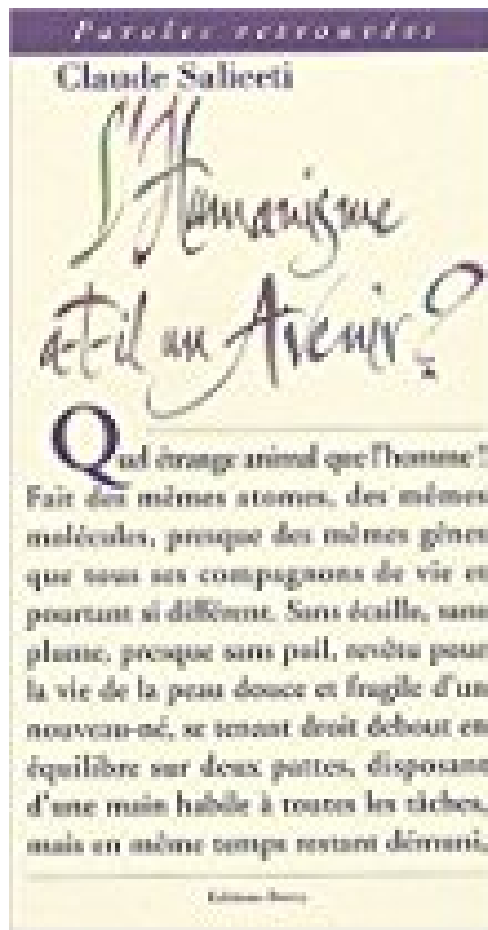 Paroles retrouvées
Claude Saliceti
L'Humanisme
a-t-il un Avenir?
Quel étrange animal que l'homme!
Fait des mêmes atomes, des mêmes
molécules, presque des mêmes gènes
que tous ses compagnons de vie et
pourtant si différent. Sans écaille, sans
plume, presque sans poil, revêtu pour
la vie de la peau douce et fragile d'un
nouveau-né, se tenant droit debout en
équilibre sur deux pattes, disposant
d'une main habile à toutes les tâches,
mais en même temps restant démuni,
Editions Dervy